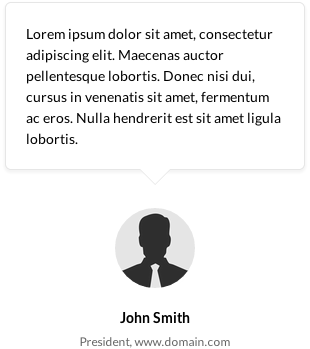 Lorem ipsum dolor sit amet, consectetur
adipiscing elit. Maecenas auctor
pellentesque lobortis. Donec nisi dui,
cursus in venenatis sit amet, fermentum
ac eros. Nulla hendrerit est sit amet ligula
lobortis.
John Smith
President, www.domain.com